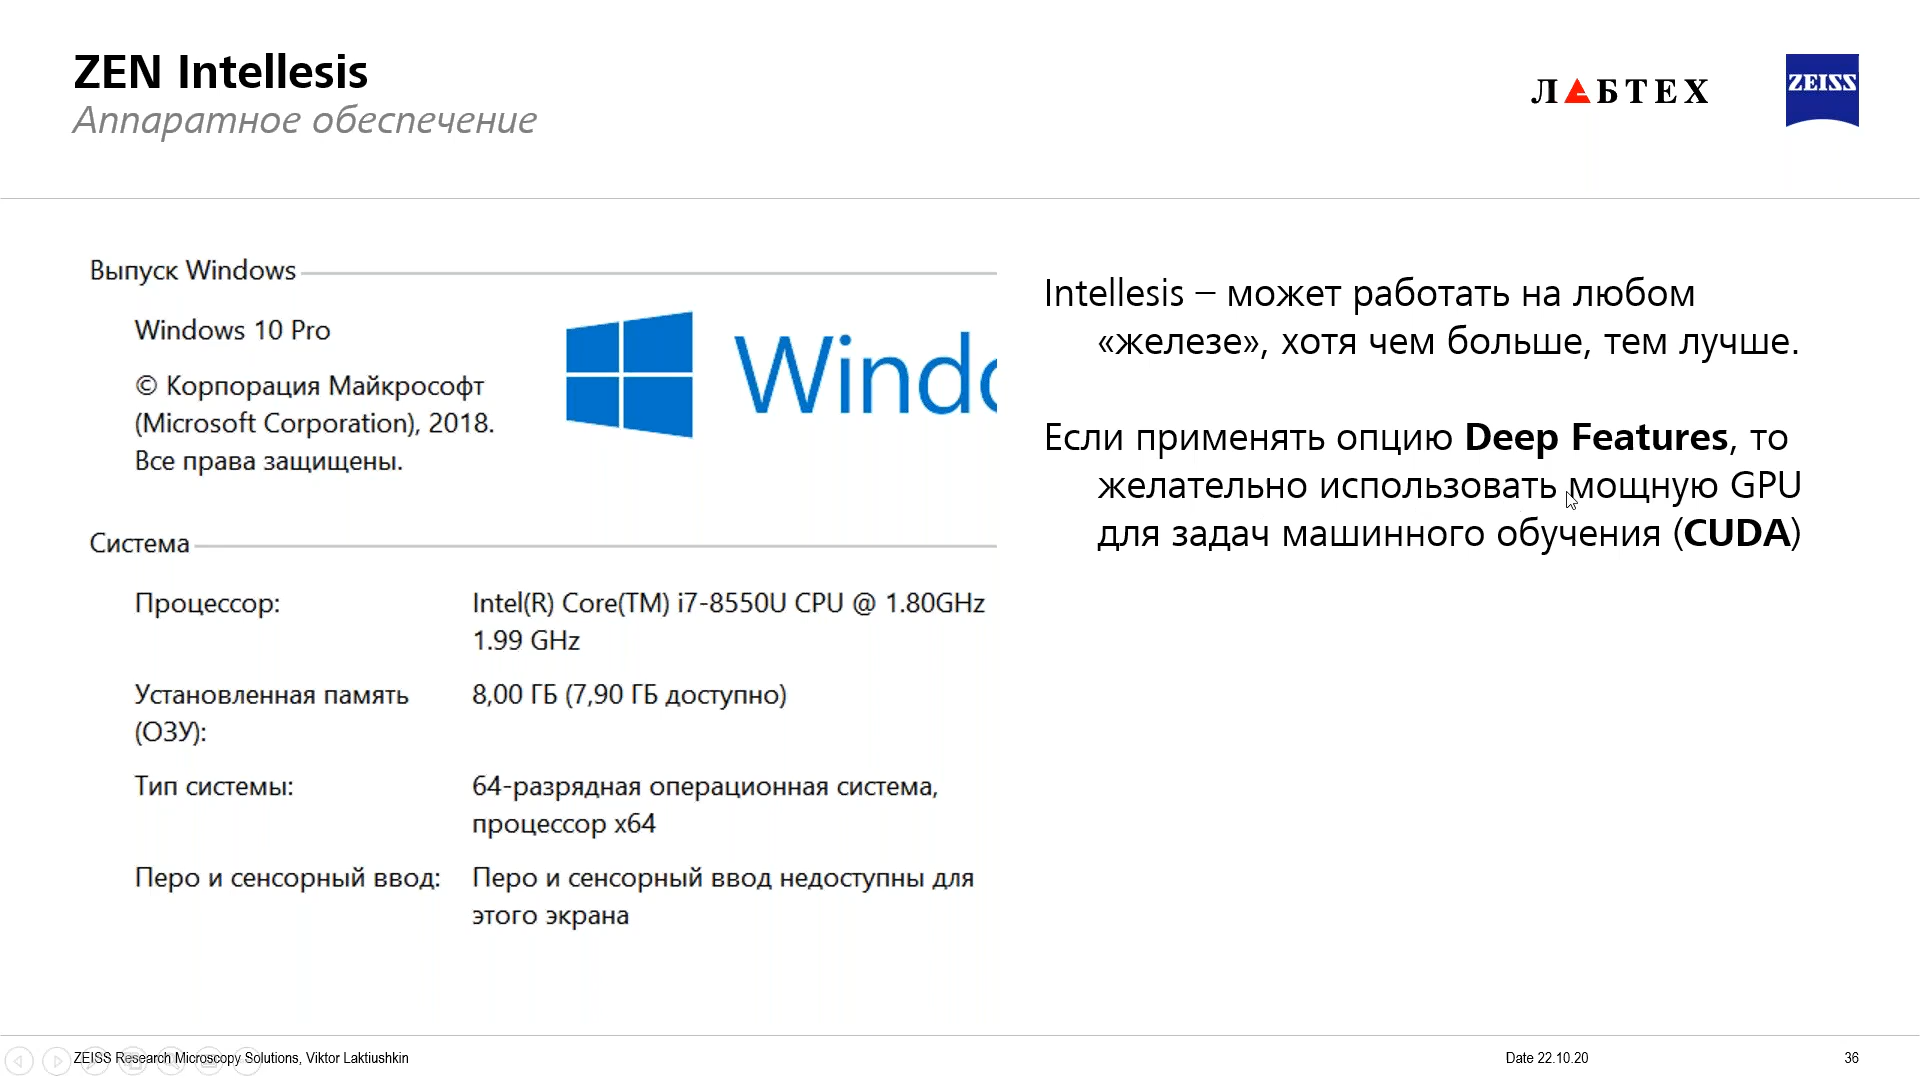 ZEN Intellesis
Аппаратное обеспечение
ЛАБТЕХ
ZEISS
Выпуск Windows
Windows 10 Pro
© Корпорация Майкрософт
(Microsoft Corporation), 2018.
Все права защищены.
Windo
Система
Процессор: Intel(R) Core(TM) i7-8550U CPU @ 1.80GHz
1.99 GHz
Установленная память 8,00 ГБ (7,90 ГБ доступно)
(ОЗУ):
Тип системы: 64-разрядная операционная система,
процессор x64
Перо и сенсорный ввод: Перо и сенсорный ввод недоступны для
этого экрана
Intellesis – может работать на любом
«железе», хотя чем больше, тем лучше.
Если применять опцию Deep Features, то
желательно использовать мощную GPU
для задач машинного обучения (CUDA)
ZEISS Research Microscopy Solutions, Viktor Laktiushkin
Date 22.10.20
36